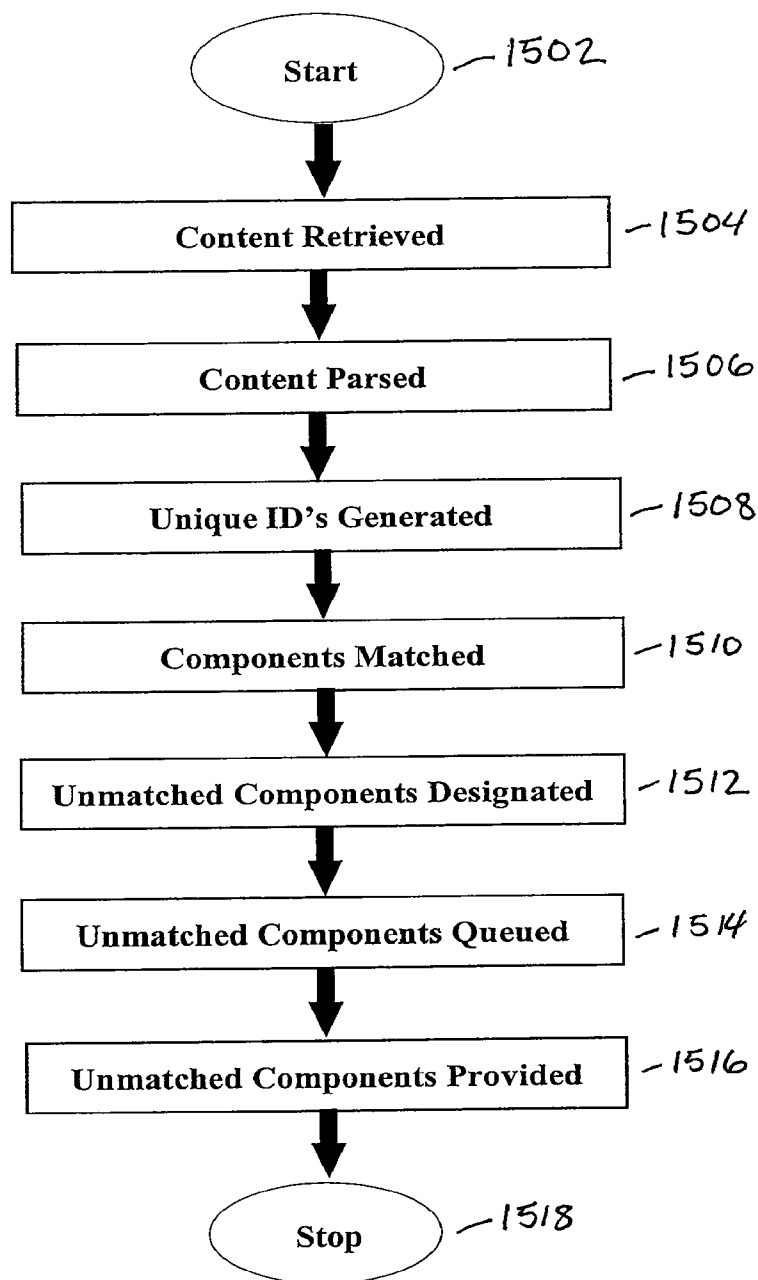 Start 1502
Content Retrieved 1504
Content Parsed 1506
Unique ID's Generated 1508
Components Matched 1510
Unmatched Components Designated 1512
Unmatched Components Queued 1514
Unmatched Components Provided 1516
Stop 1518